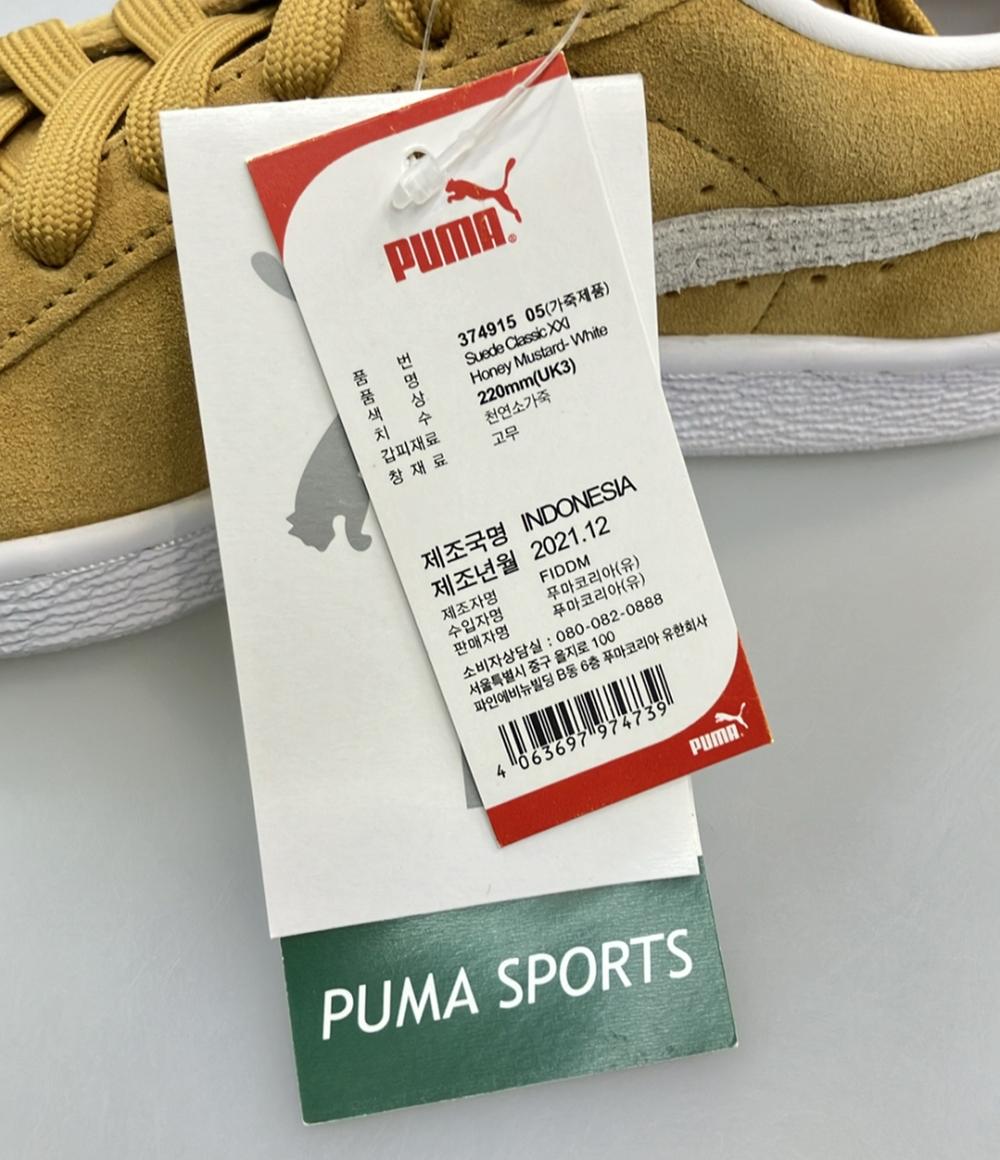 PUMA
품 번 374915 05(가죽제품)
품 명 Suede Classic XXI
색 상 Honey Mustard- White
치 수 220mm(UK3)
갑피재료 천연소가죽
창 재 료 고무
제조국명 INDONESIA
제조년월 2021.12
제조자명 FIDDM
수입자명 푸마코리아(유)
판매자명 푸마코리아(유)
소비자상담실 : 080-082-0888
서울특별시 중구 을지로 100
파인애비뉴빌딩 B동 6층 푸마코리아 유한회사
4 063697 974739
PUMA
PUMA SPORTS